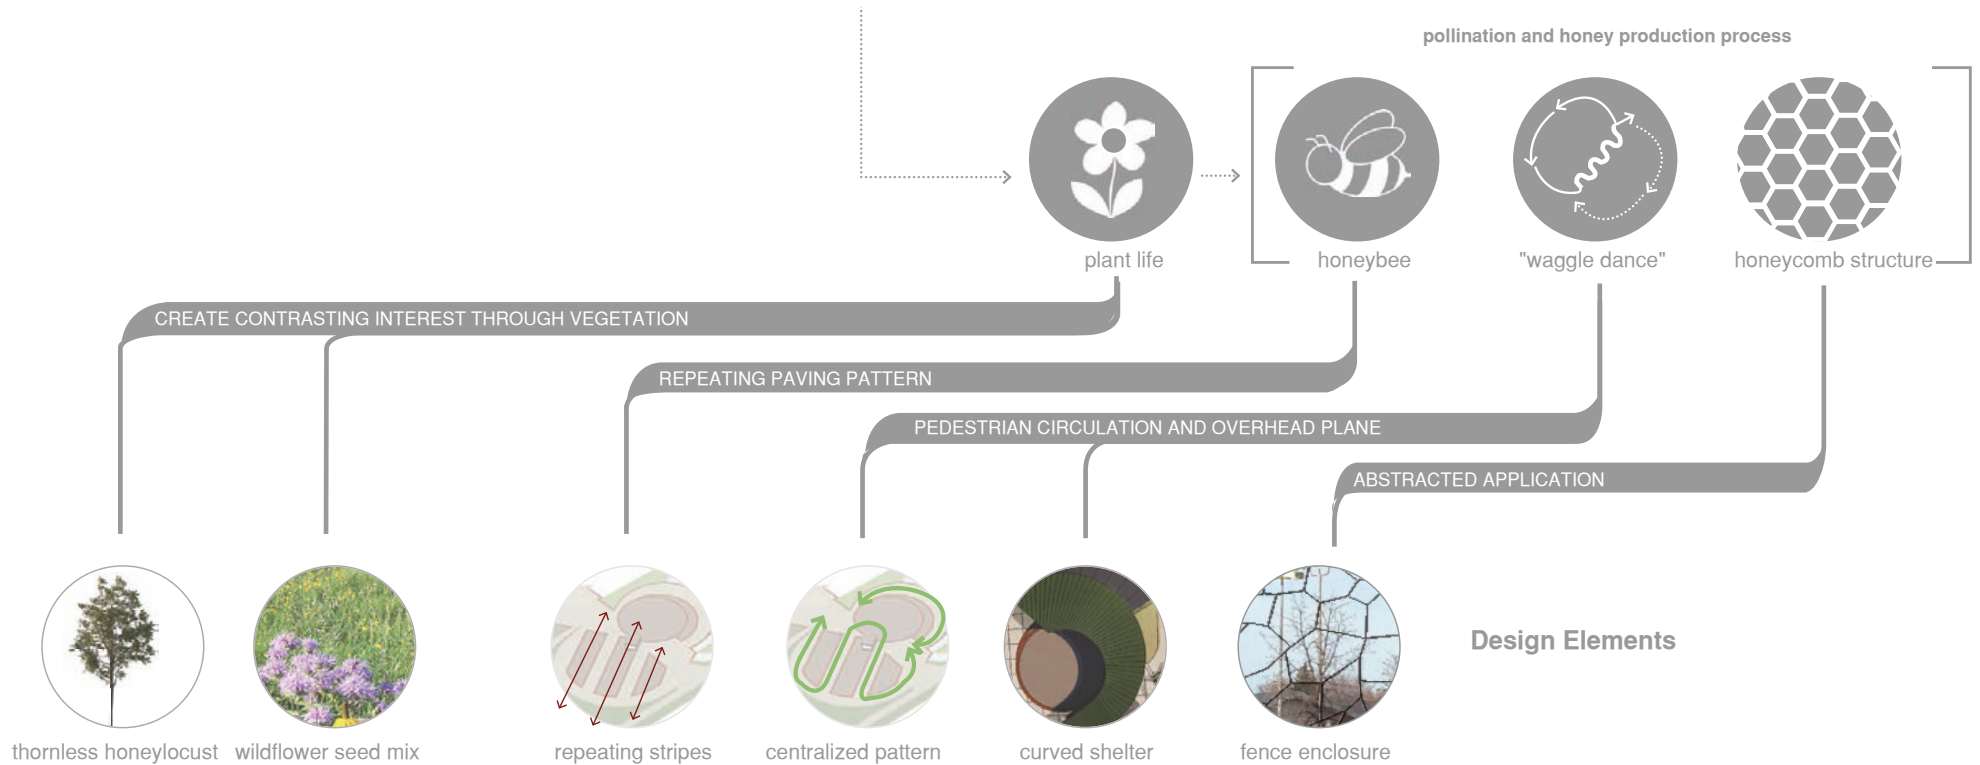 pollination and honey production process
plant life
honeybee
"waggle dance"
honeycomb structure
CREATE CONTRASTING INTEREST THROUGH VEGETATION
REPEATING PAVING PATTERN
PEDESTRIAN CIRCULATION AND OVERHEAD PLANE
ABSTRACTED APPLICATION
Design Elements
thornless honeylocust
wildflower seed mix
repeating stripes
centralized pattern
curved shelter
fence enclosure